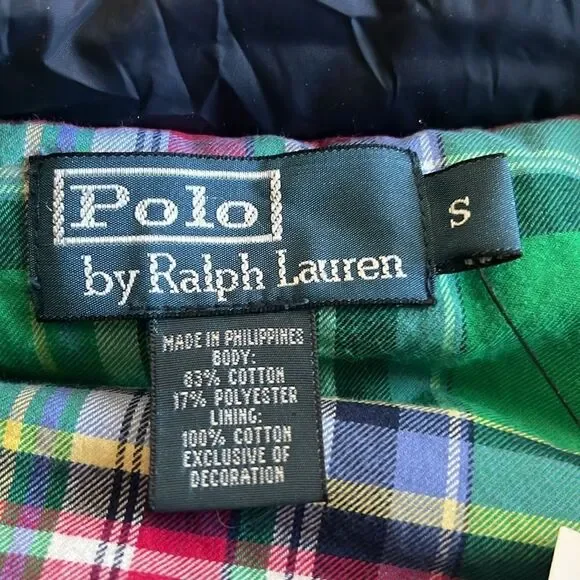 Polo
by Ralph Lauren
S
MADE IN PHILIPPINES
BODY:
83% COTTON
17% POLYESTER
LINING:
100% COTTON
EXCLUSIVE OF
DECORATION